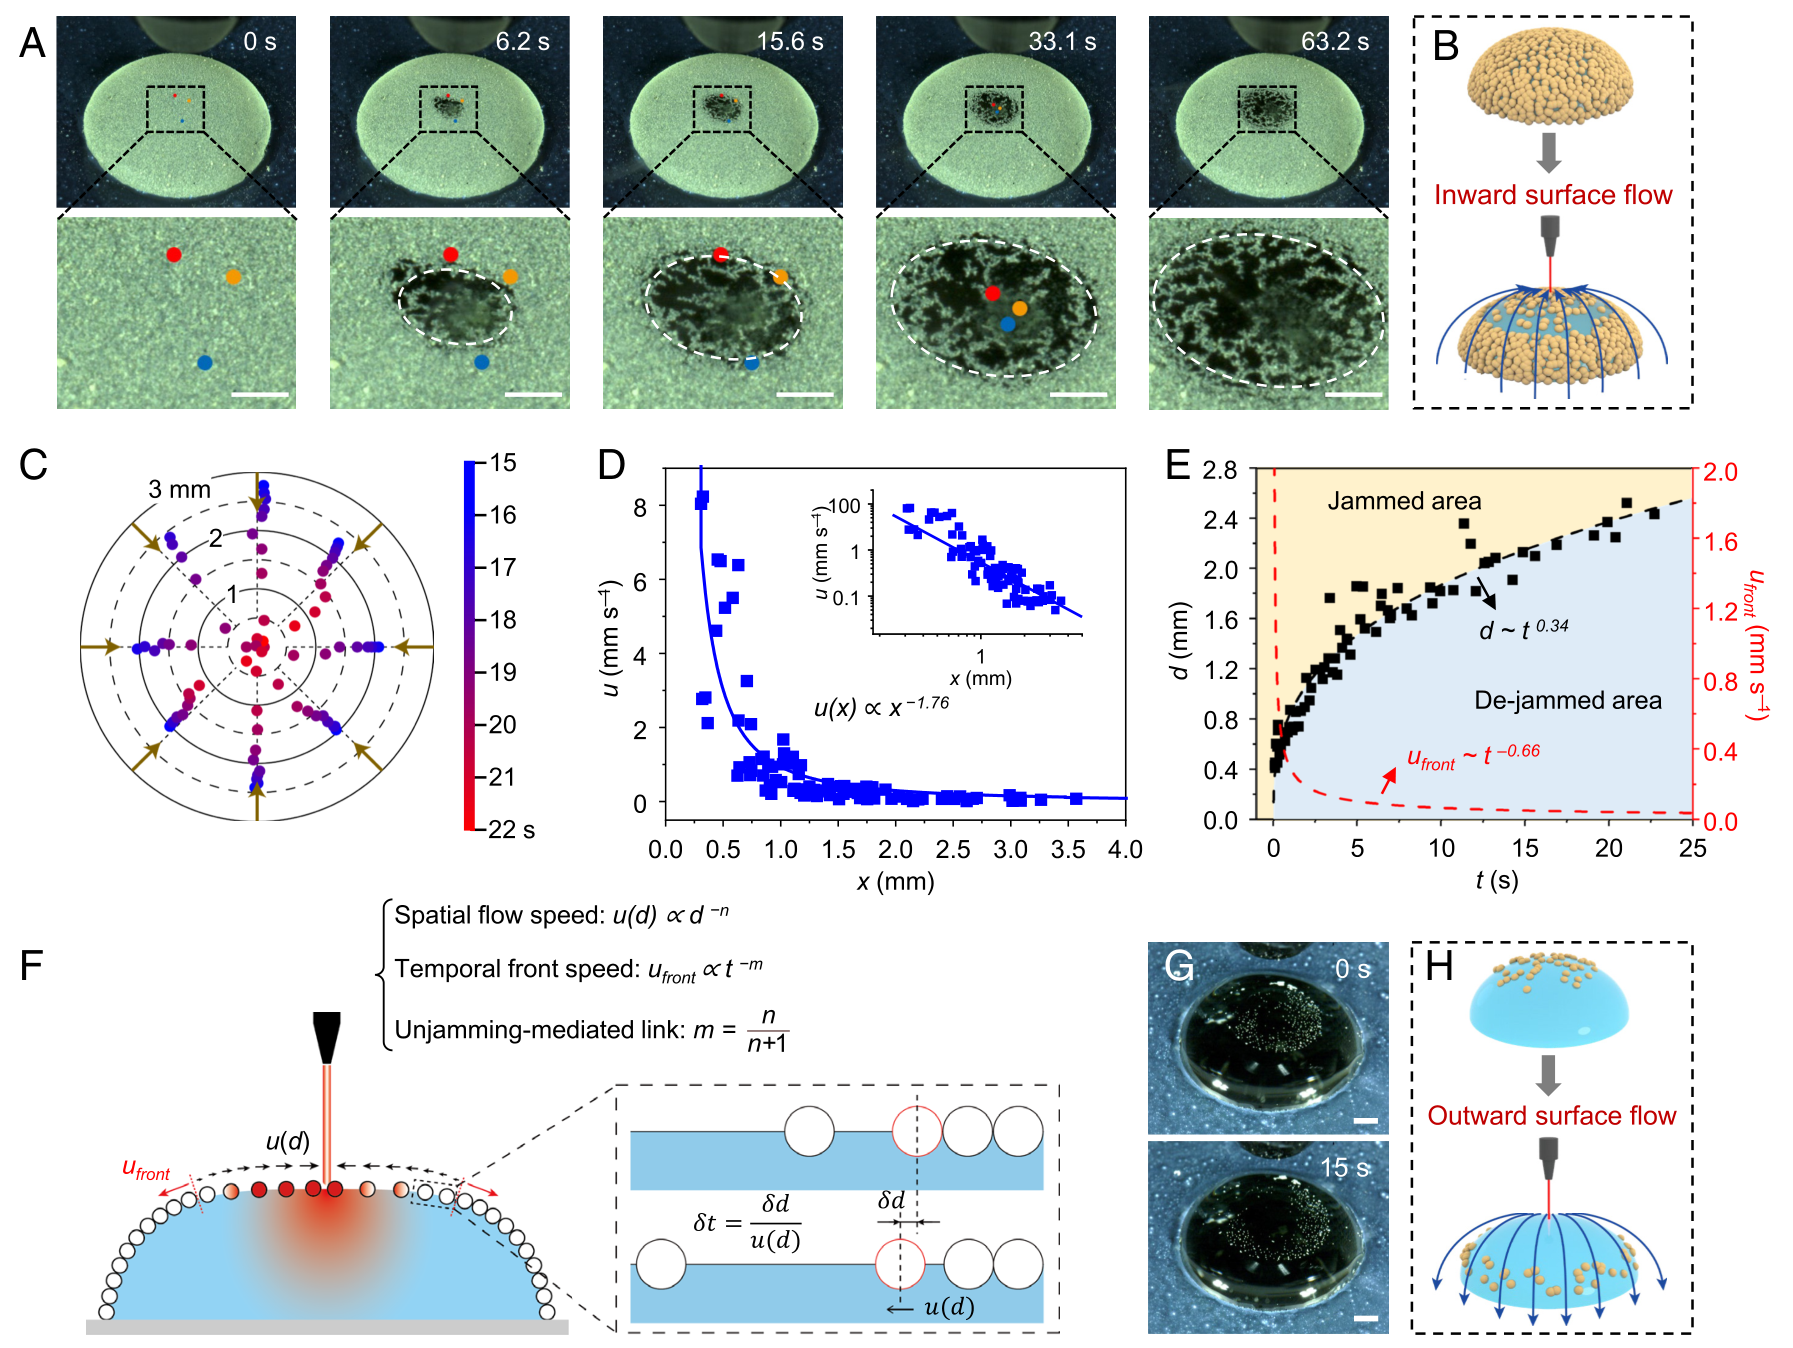 A
0 s
6.2 s
15.6 s
33.1 s
63.2 s
B
Inward surface flow
C
3 mm
2
1
15
16
17
18
19
20
21
22 s
D
u (mm s⁻¹)
8
6
4
2
0
0.0 0.5 1.0 1.5 2.0 2.5 3.0 3.5 4.0
x (mm)
u (mm s⁻¹)
100
1
0.1
1
x (mm)
u(x) ∝ x⁻¹·⁷⁶
E
d (mm)
2.8
2.4
2.0
1.6
1.2
0.8
0.4
0.0
Jammed area
d ~ t ⁰·³⁴
De-jammed area
u_front ~ t ⁻⁰·⁶⁶
2.0
1.6
1.2
0.8
0.4
0.0
u_front (mm s⁻¹)
0 5 10 15 20 25
t (s)
F
Spatial flow speed: u(d) ∝ d ⁻ⁿ
Temporal front speed: u_front ∝ t ⁻ᵐ
Unjamming-mediated link: m = n/(n+1)
u(d)
u_front
δt = δd/u(d)
δd
u(d)
G
0 s
15 s
H
Outward surface flow